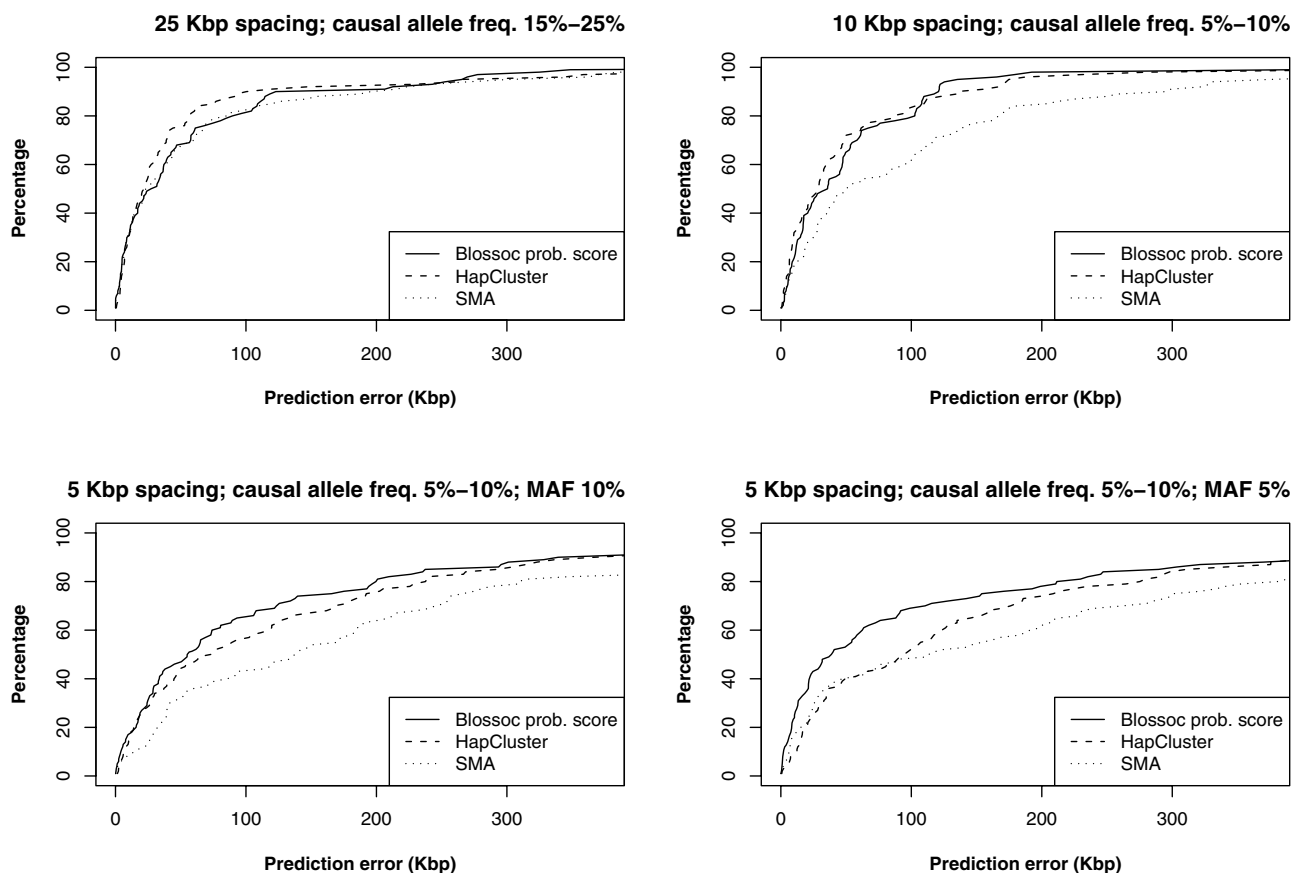 25 Kbp spacing; causal allele freq. 15%−25%
Percentage
0
20
40
60
80
100
Blossoc prob. score
HapCluster
SMA
0 100 200 300
Prediction error (Kbp)
10 Kbp spacing; causal allele freq. 5%−10%
Percentage
0
20
40
60
80
100
Blossoc prob. score
HapCluster
SMA
0 100 200 300
Prediction error (Kbp)
5 Kbp spacing; causal allele freq. 5%−10%; MAF 10%
Percentage
0
20
40
60
80
100
Blossoc prob. score
HapCluster
SMA
0 100 200 300
Prediction error (Kbp)
5 Kbp spacing; causal allele freq. 5%−10%; MAF 5%
Percentage
0
20
40
60
80
100
Blossoc prob. score
HapCluster
SMA
0 100 200 300
Prediction error (Kbp)